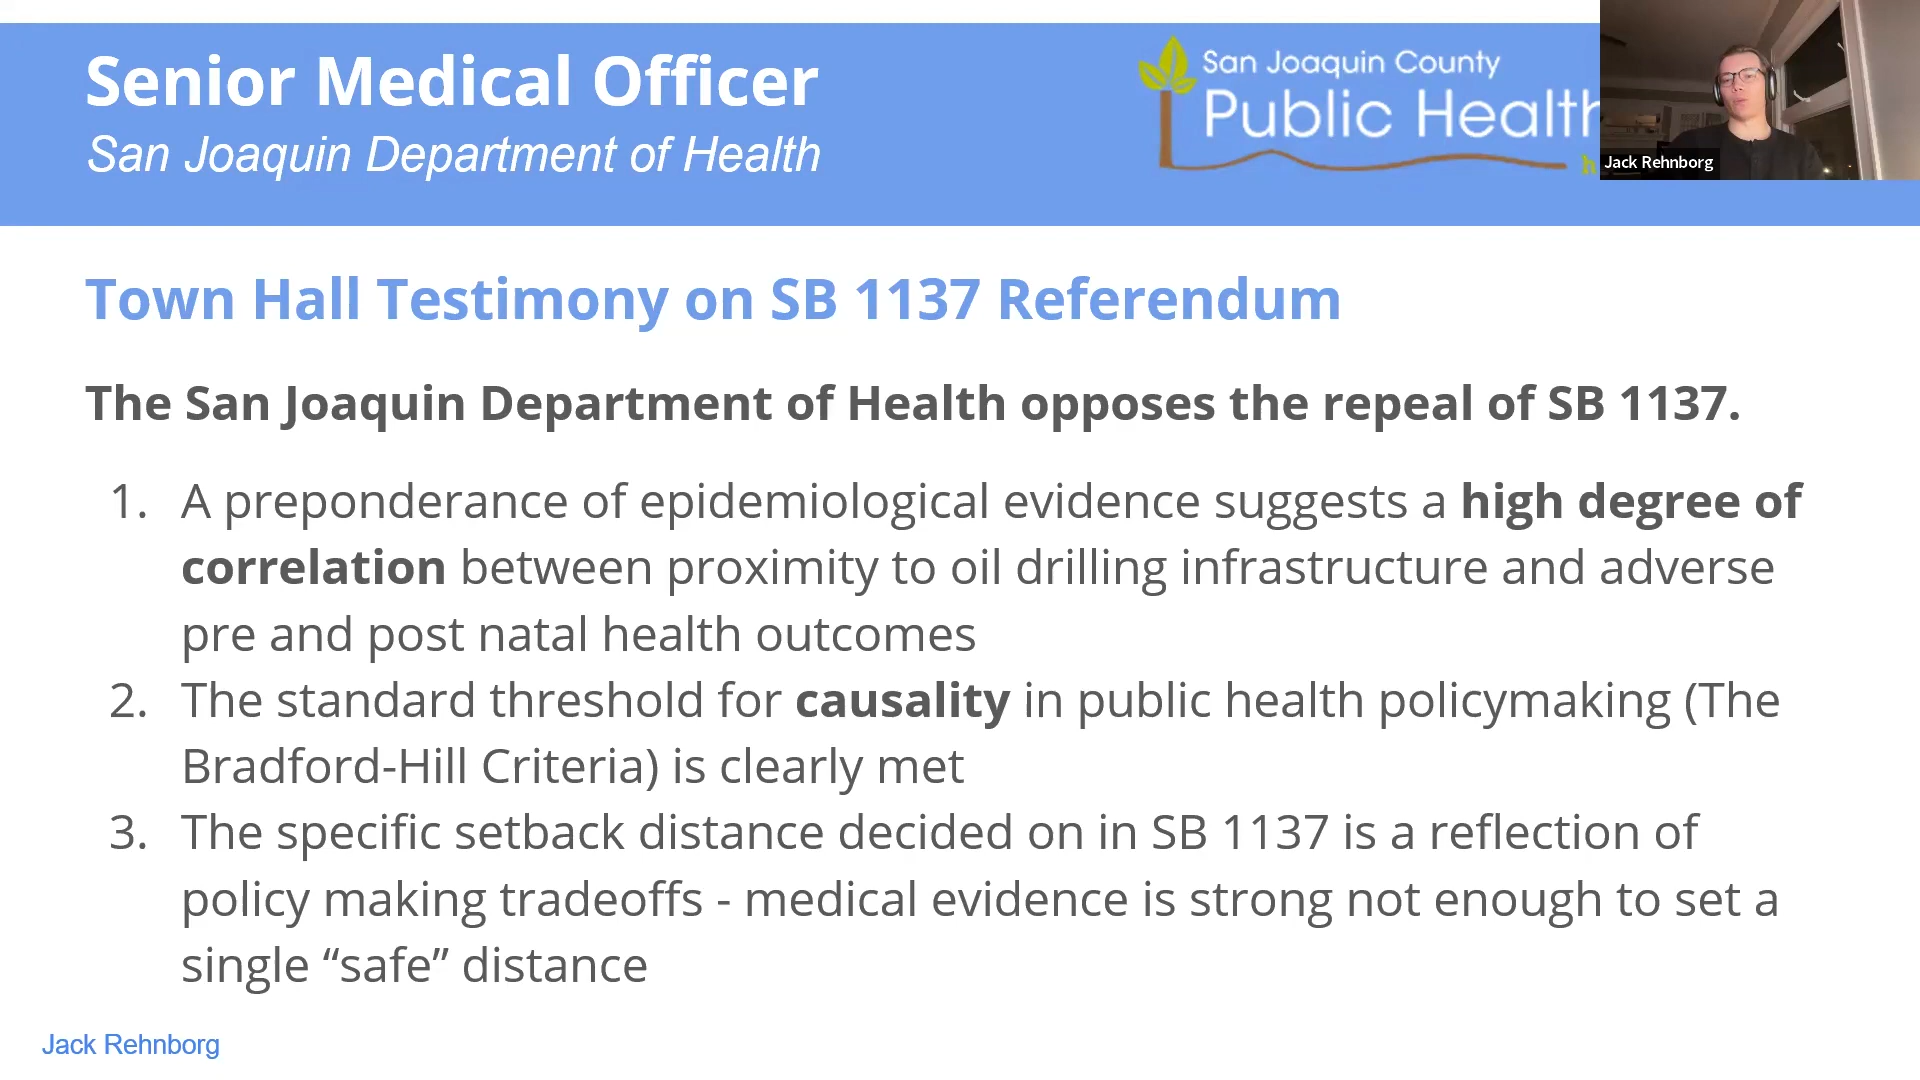 Senior Medical Officer
San Joaquin Department of Health
San Joaquin County
Public Health
h
Jack Rehnborg
Town Hall Testimony on SB 1137 Referendum
The San Joaquin Department of Health opposes the repeal of SB 1137.
1. A preponderance of epidemiological evidence suggests a high degree of
correlation between proximity to oil drilling infrastructure and adverse
pre and post natal health outcomes
2. The standard threshold for causality in public health policymaking (The
Bradford-Hill Criteria) is clearly met
3. The specific setback distance decided on in SB 1137 is a reflection of
policy making tradeoffs - medical evidence is strong not enough to set a
single “safe” distance
Jack Rehnborg